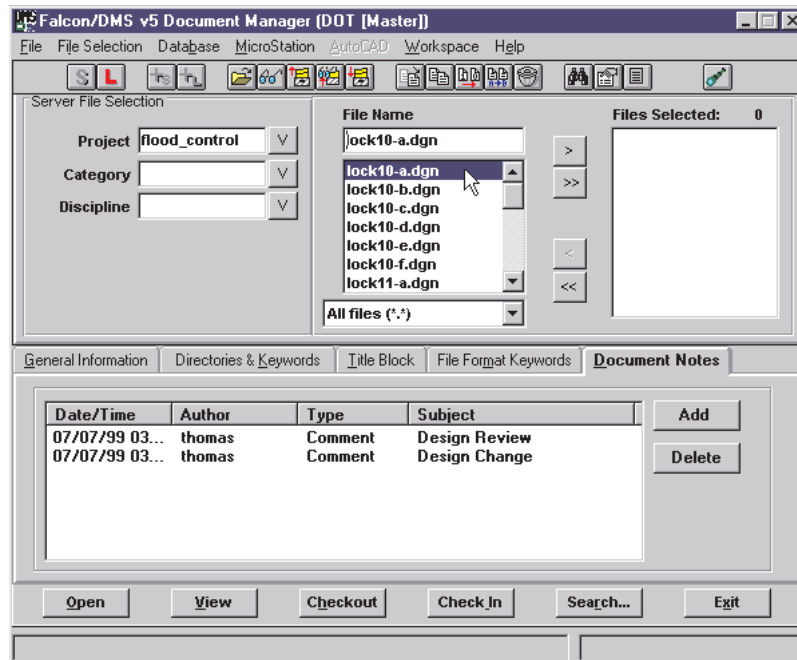 Falcon/DMS v5 Document Manager (DOT [Master])
File File Selection Database MicroStation AutoCAD Workspace Help
S L rs rL
Server File Selection
File Name
Files Selected: 0
Project flood_control V
lock10-a.dgn
>
Category V
lock10-a.dgn
>>
lock10-b.dgn
Discipline V
lock10-c.dgn
lock10-d.dgn
lock10-e.dgn
<
lock10-f.dgn
lock11-a.dgn
<<
All files (*.*)
General Information Directories & Keywords Title Block File Format Keywords Document Notes
Date/Time Author Type Subject
Add
07/07/99 03... thomas Comment Design Review
07/07/99 03... thomas Comment Design Change
Delete
Open View Checkout Check In Search... Exit